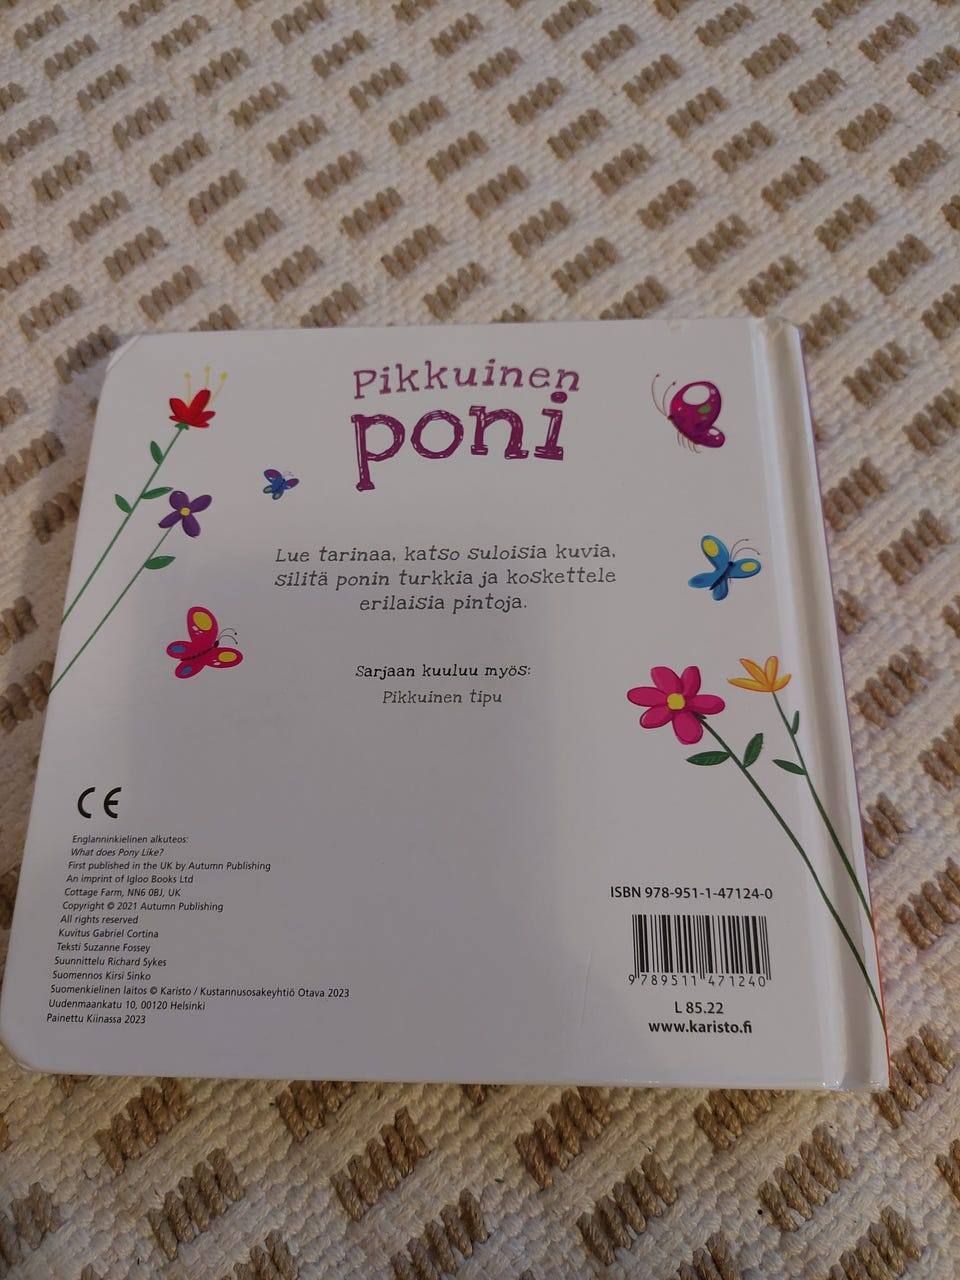 Pikkuinen
poni
Lue tarinaa, katso suloisia kuvia,
silitä ponin turkkia ja koskettele
erilaisia pintoja.
Sarjaan kuuluu myös:
Pikkuinen tipu
CE
Englanninkielinen alkuteos:
What does Pony Like?
First published in the UK by Autumn Publishing
An imprint of Igloo Books Ltd
Cottage Farm, NN6 0BJ, UK
Copyright © 2021 Autumn Publishing
All rights reserved
Kuvitus Gabriel Cortina
Teksti Suzanne Fossey
Suunnittelu Richard Sykes
Suomennos Kirsi Sinko
Suomenkielinen laitos © Karisto / Kustannusosakeyhtiö Otava 2023
Uudenmaankatu 10, 00120 Helsinki
Painettu Kiinassa 2023
ISBN 978-951-1-47124-0
9 789511 471240
L 85.22
www.karisto.fi